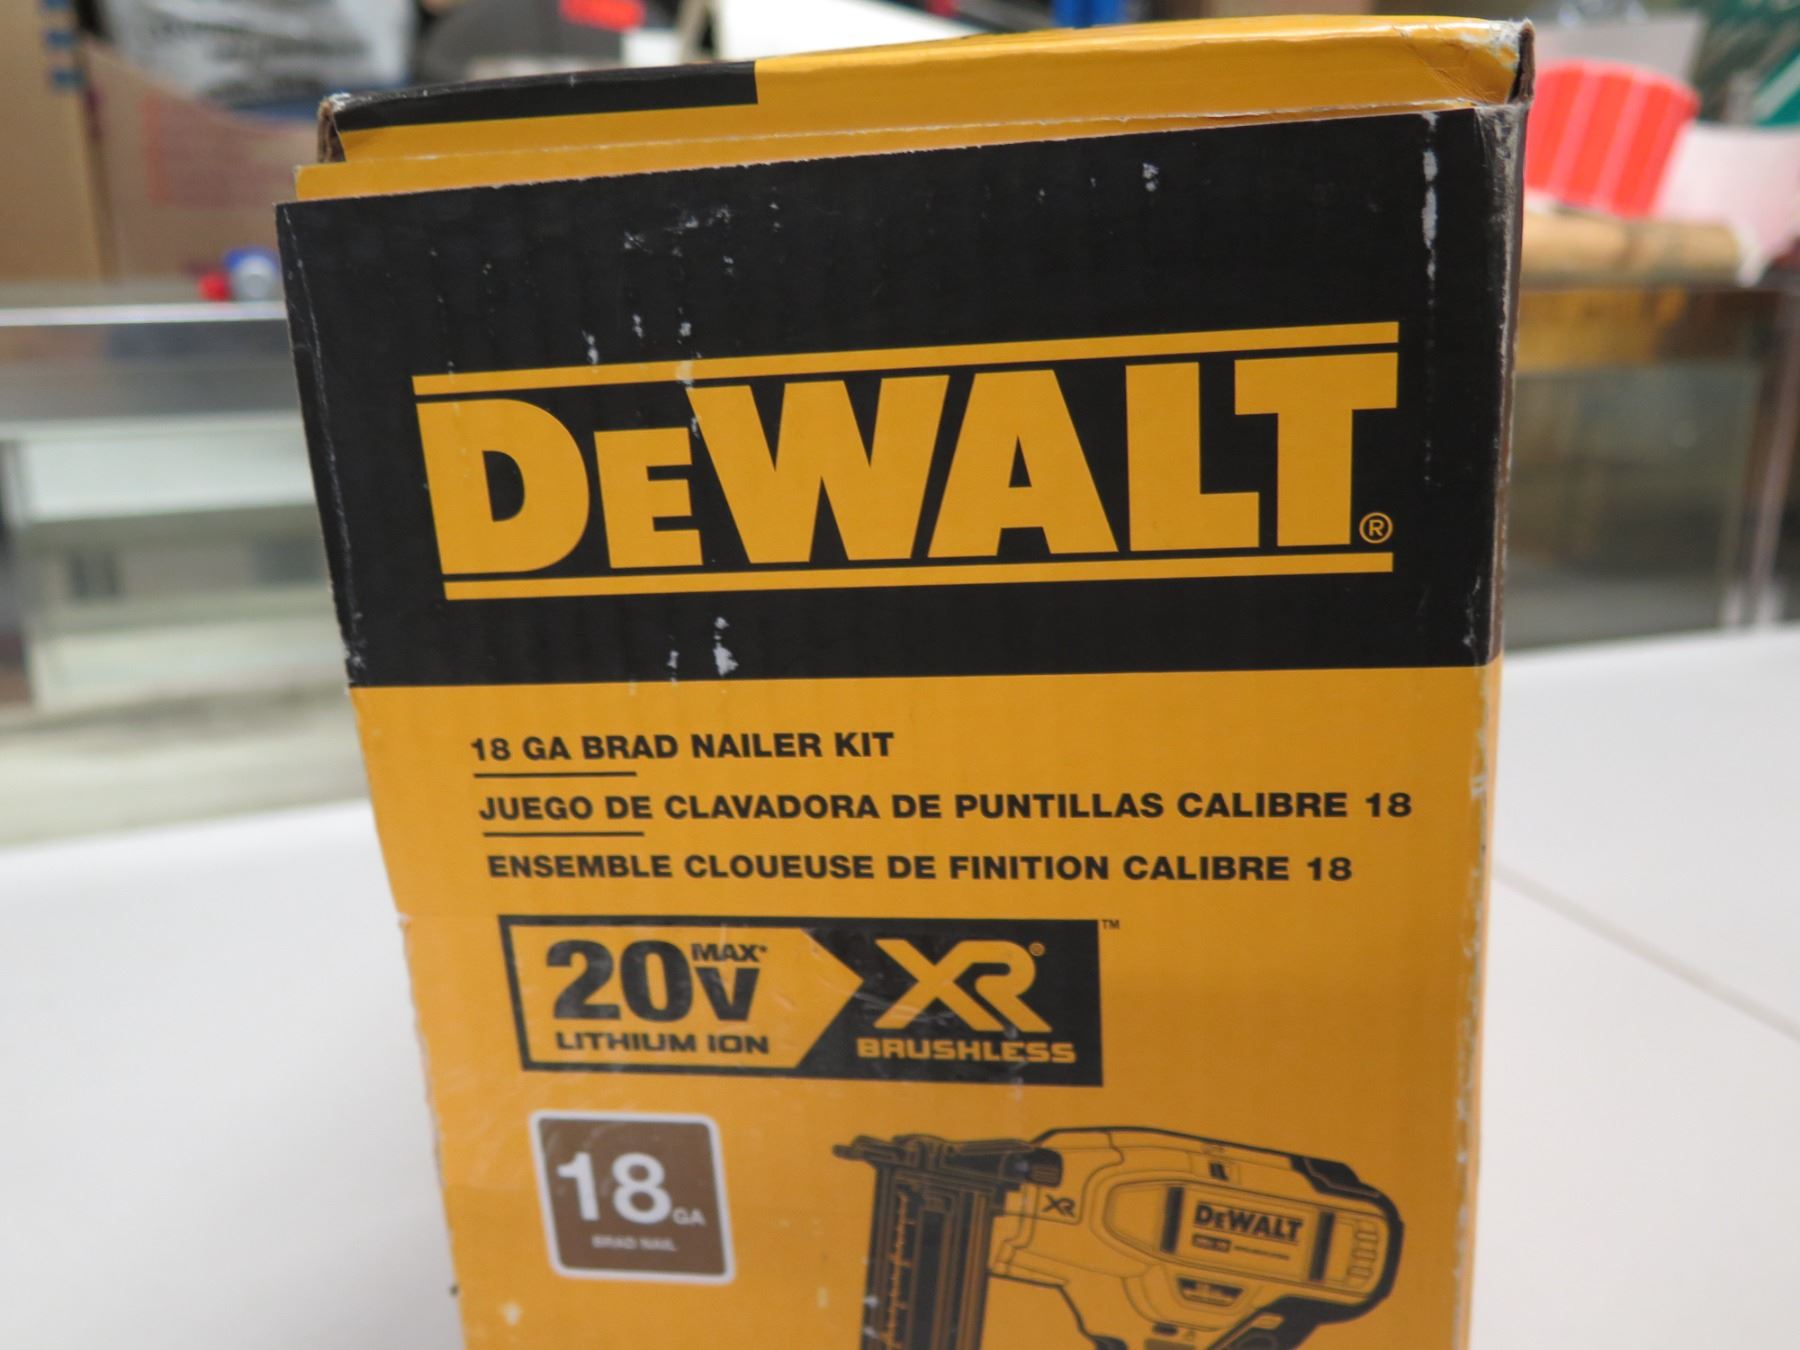 DEWALT®
18 GA BRAD NAILER KIT
JUEGO DE CLAVADORA DE PUNTILLAS CALIBRE 18
ENSEMBLE CLOUEUSE DE FINITION CALIBRE 18
20V MAX* XR® ™
LITHIUM ION BRUSHLESS
18 GA
BRAD NAIL
XR
DEWALT